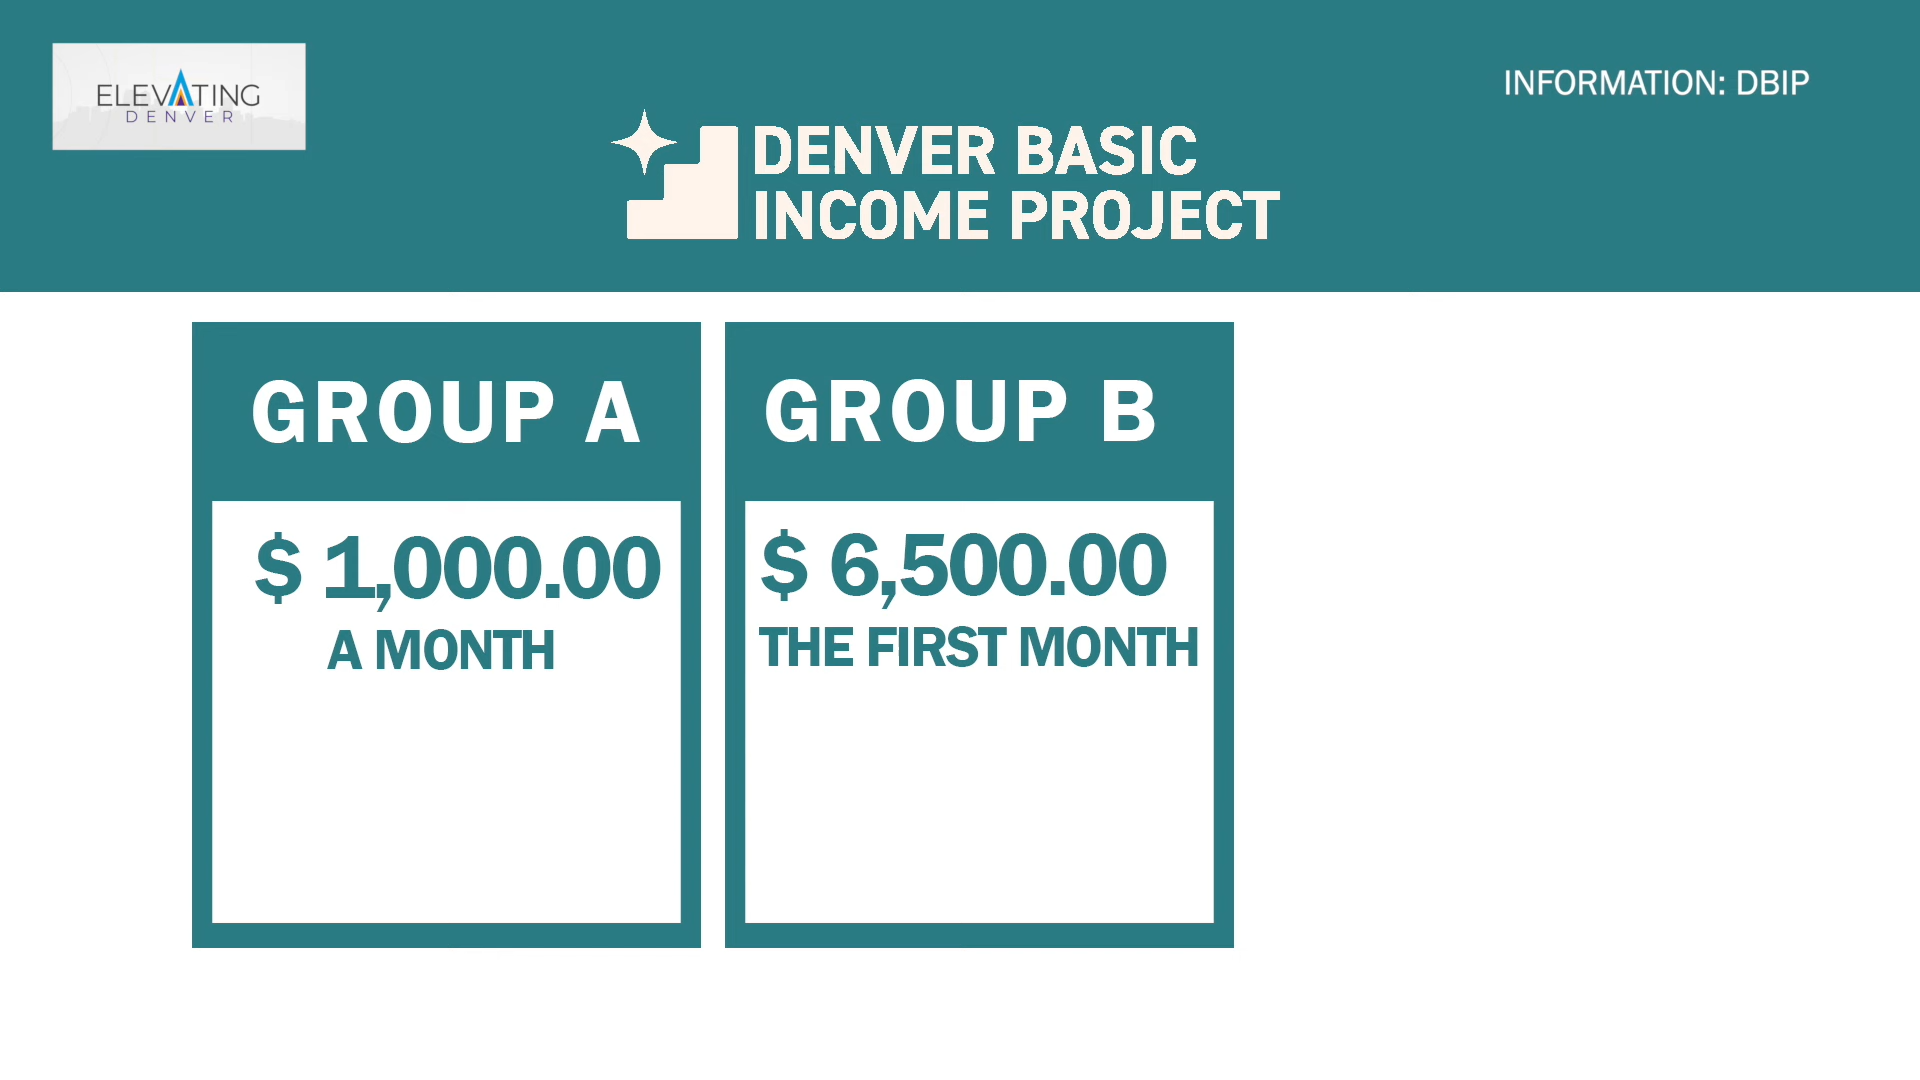 ELEVATING
DENVER
INFORMATION: DBIP
DENVER BASIC
INCOME PROJECT
GROUP A
$ 1,000.00
A MONTH
GROUP B
$ 6,500.00
THE FIRST MONTH